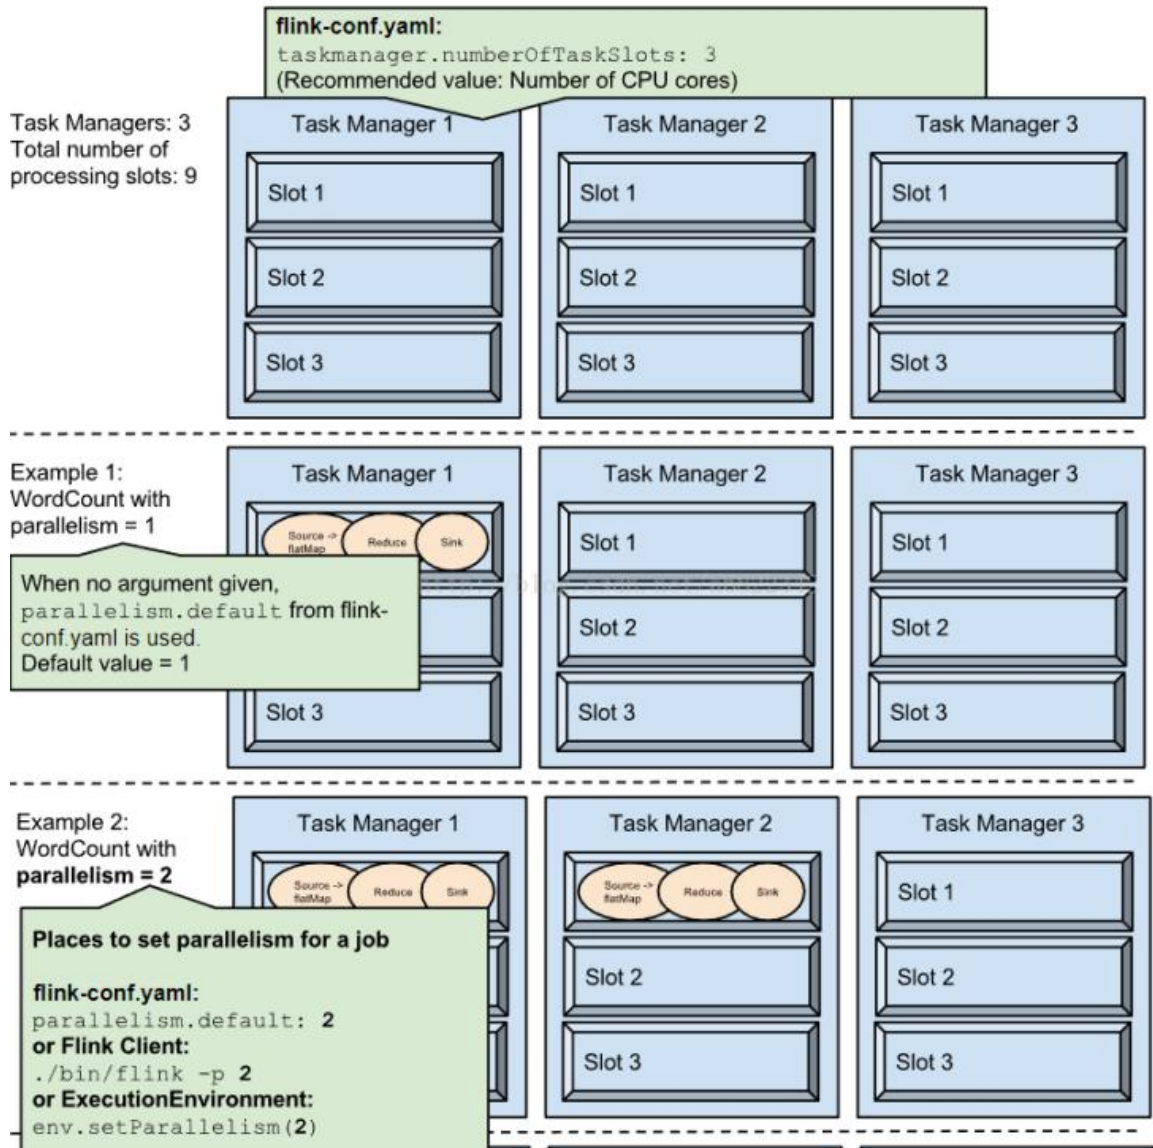 flink-conf.yaml:
taskmanager.numberOfTaskSlots: 3
(Recommended value: Number of CPU cores)
Task Managers: 3
Total number of
processing slots: 9
Task Manager 1
Task Manager 2
Task Manager 3
Slot 1
Slot 1
Slot 1
Slot 2
Slot 2
Slot 2
Slot 3
Slot 3
Slot 3
Example 1:
WordCount with
parallelism = 1
Task Manager 1
Task Manager 2
Task Manager 3
Source ->
flatMap
Reduce
Sink
Slot 1
Slot 1
When no argument given,
parallelism.default from flink-
conf.yaml is used.
Default value = 1
Slot 2
Slot 2
Slot 3
Slot 3
Slot 3
Example 2:
WordCount with
parallelism = 2
Task Manager 1
Task Manager 2
Task Manager 3
Source ->
flatMap
Reduce
Sink
Source ->
flatMap
Reduce
Sink
Slot 1
Places to set parallelism for a job
flink-conf.yaml:
parallelism.default: 2
or Flink Client:
./bin/flink -p 2
or ExecutionEnvironment:
env.setParallelism(2)
Slot 2
Slot 2
Slot 3
Slot 3